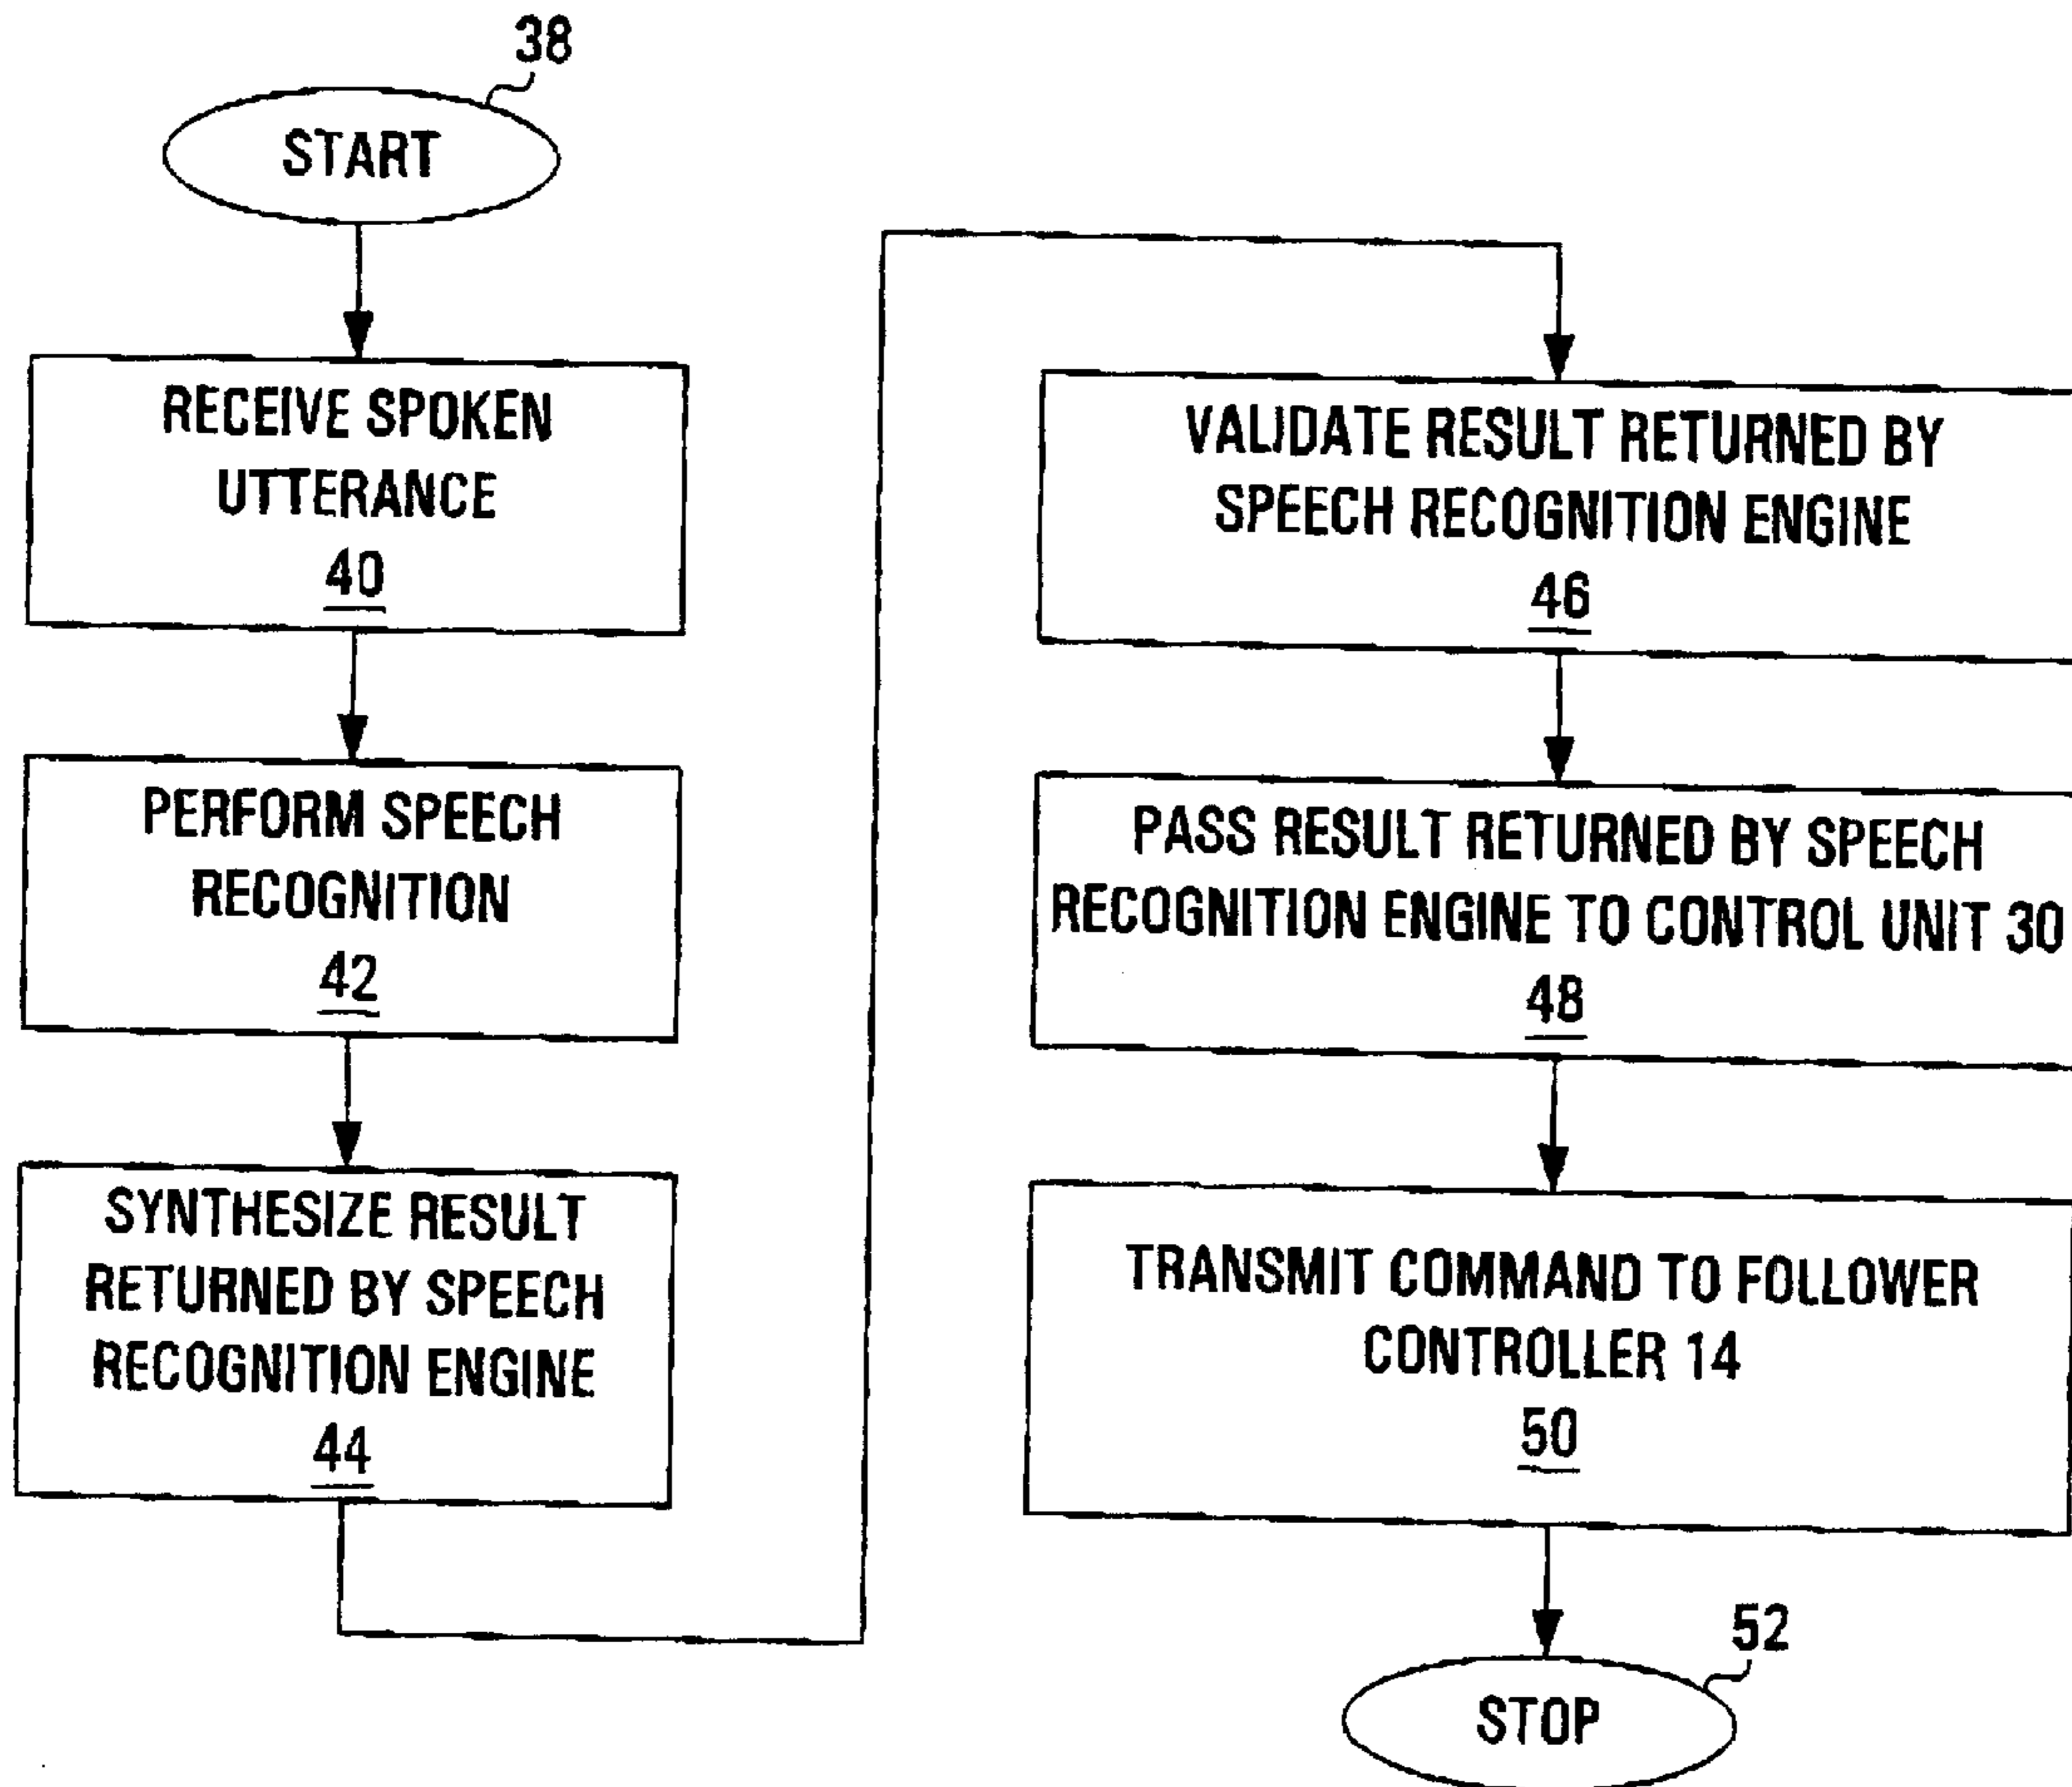 38
START
RECEIVE SPOKEN
UTTERANCE
40
PERFORM SPEECH
RECOGNITION
42
SYNTHESIZE RESULT
RETURNED BY SPEECH
RECOGNITION ENGINE
44
VALIDATE RESULT RETURNED BY
SPEECH RECOGNITION ENGINE
46
PASS RESULT RETURNED BY SPEECH
RECOGNITION ENGINE TO CONTROL UNIT 30
48
TRANSMIT COMMAND TO FOLLOWER
CONTROLLER 14
50
52
STOP